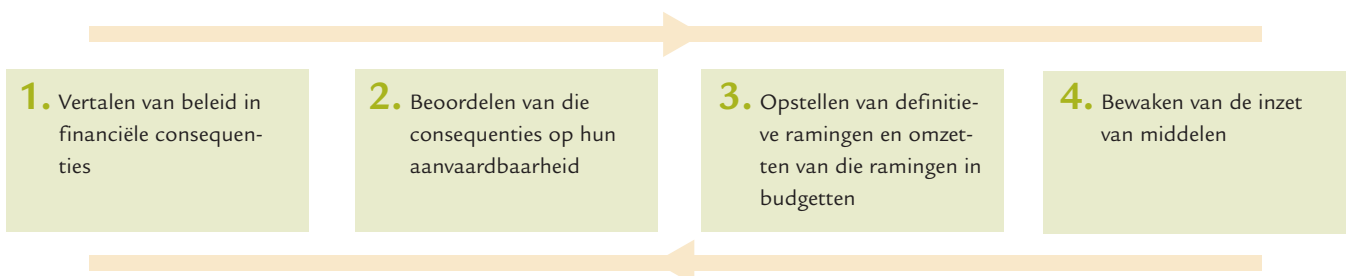 1. Vertalen van beleid in
financiële consequen-
ties
2. Beoordelen van die
consequenties op hun
aanvaardbaarheid
3. Opstellen van definitie-
ve ramingen en omzet-
ten van die ramingen in
budgetten
4. Bewaken van de inzet
van middelen